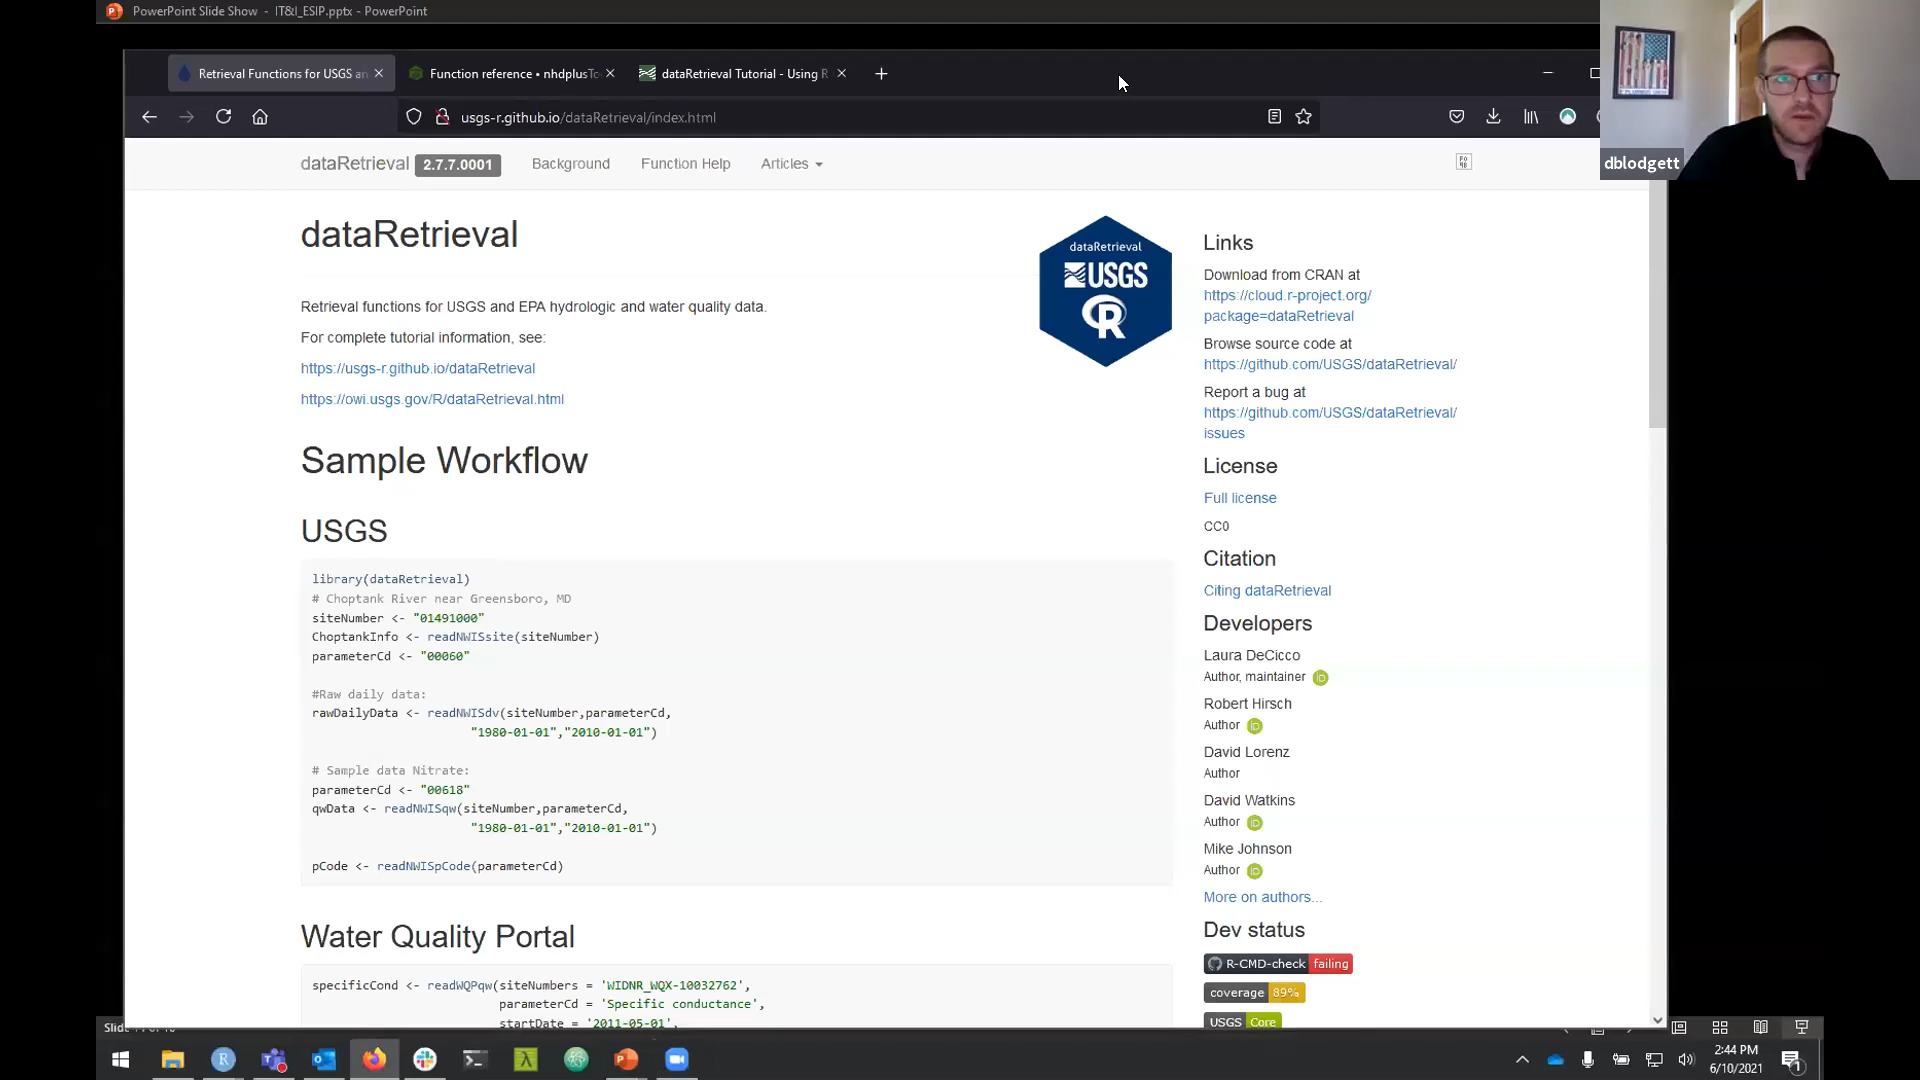 PowerPoint Slide Show - IT&I_ESIP.pptx - PowerPoint
Retrieval Functions for USGS an
Function reference • nhdplusTo
dataRetrieval Tutorial - Using R
usgs-r.github.io/dataRetrieval/index.html
dblodgett
dataRetrieval 2.7.7.0001 Background Function Help Articles
dataRetrieval
Retrieval functions for USGS and EPA hydrologic and water quality data.
For complete tutorial information, see:
https://usgs-r.github.io/dataRetrieval
https://owi.usgs.gov/R/dataRetrieval.html
Sample Workflow
USGS
library(dataRetrieval)
# Choptank River near Greensboro, MD
siteNumber <- "01491000"
ChoptankInfo <- readNWISsite(siteNumber)
parameterCd <- "00060"
#Raw daily data:
rawDailyData <- readNWISdv(siteNumber,parameterCd,
"1980-01-01","2010-01-01")
# Sample data Nitrate:
parameterCd <- "00618"
qwData <- readNWISqw(siteNumber,parameterCd,
"1980-01-01","2010-01-01")
pCode <- readNWISpCode(parameterCd)
Water Quality Portal
specificCond <- readWQPqw(siteNumbers = 'WIDNR_WQX-10032762',
parameterCd = 'Specific conductance',
startDate = '2011-05-01',
dataRetrieval
USGS
R
Links
Download from CRAN at
https://cloud.r-project.org/
package=dataRetrieval
Browse source code at
https://github.com/USGS/dataRetrieval/
Report a bug at
https://github.com/USGS/dataRetrieval/
issues
License
Full license
CC0
Citation
Citing dataRetrieval
Developers
Laura DeCicco
Author, maintainer iD
Robert Hirsch
Author iD
David Lorenz
Author
David Watkins
Author iD
Mike Johnson
Author iD
More on authors...
Dev status
R-CMD-check failing
coverage 89%
USGS Core
2:44 PM
6/10/2021